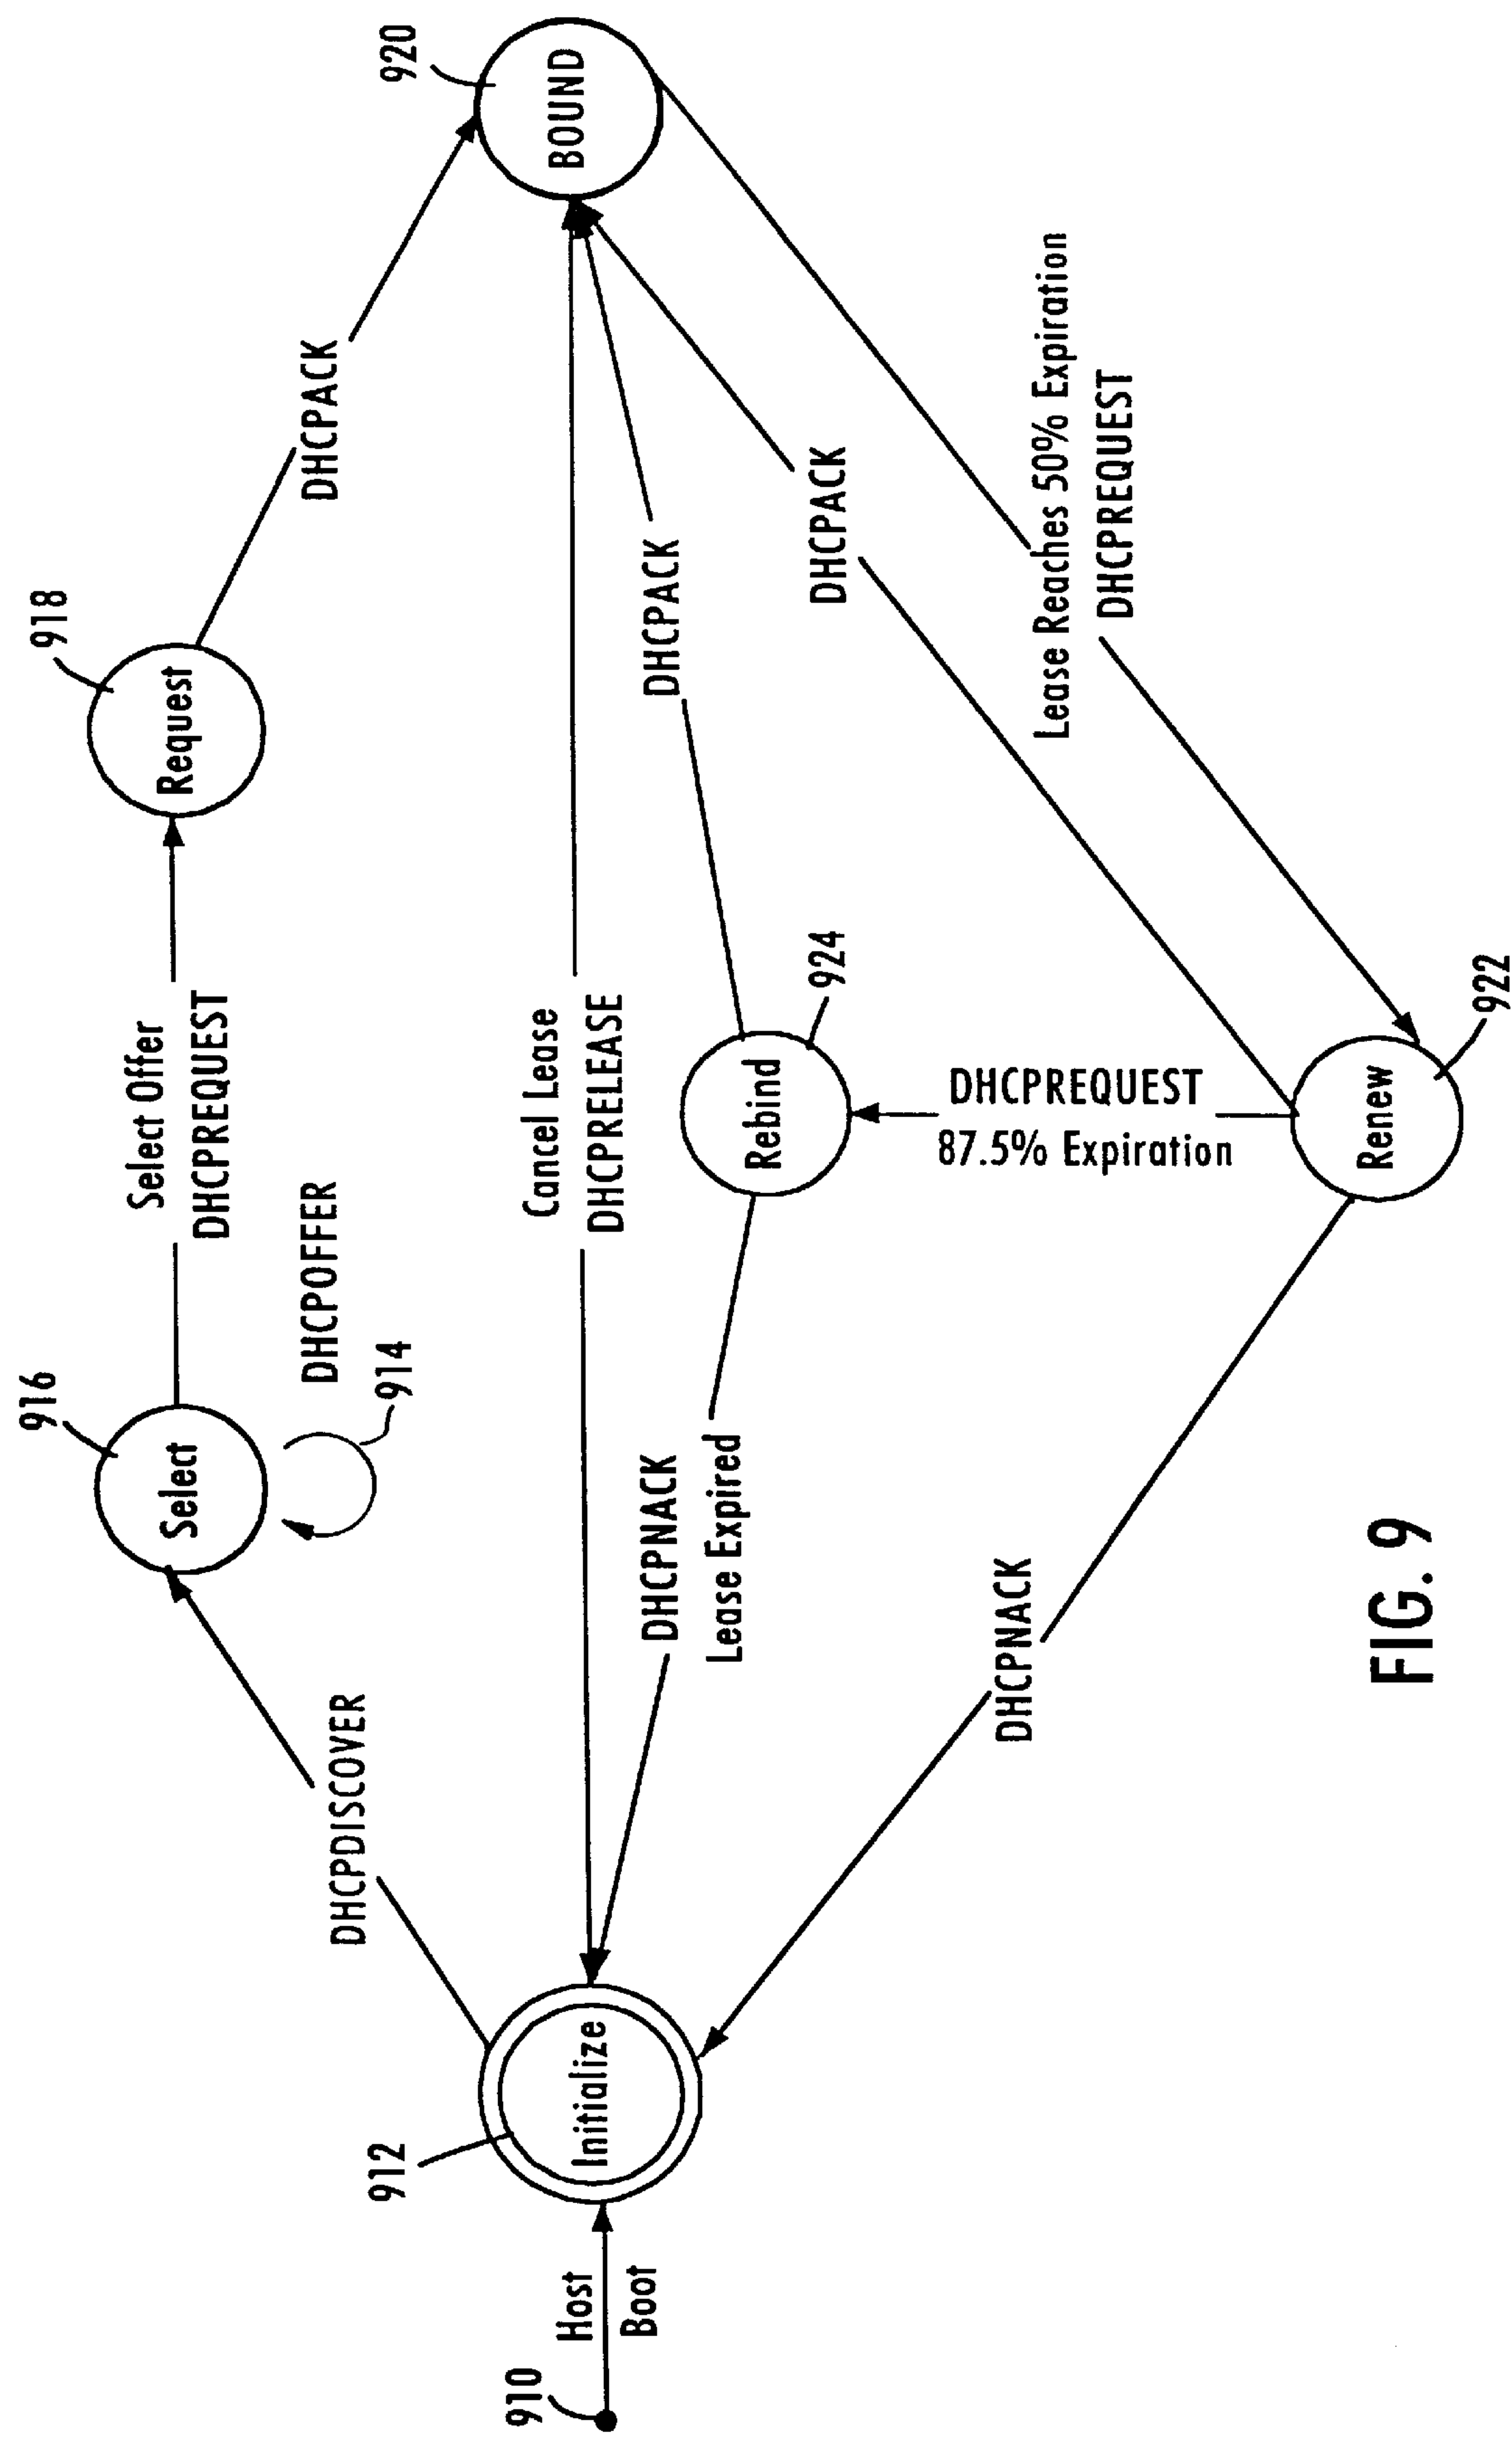 916
Select
918
Request
Select Offer
DHCPREQUEST
DHCPOFFER
914
DHCPDISCOVER
DHCPACK
920
BOUND
912
Initialize
910
Host
Boot
Cancel Lease
DHCPRELEASE
DHCPNACK
Lease Expired
DHCPACK
Rebind
924
DHCPACK
DHCPREQUEST
87.5% Expiration
Lease Reaches 50% Expiration
DHCPREQUEST
DHCPNACK
Renew
922
FIG. 9